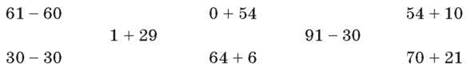 61 – 60 0 + 54 54 + 10
1 + 29 91 – 30
30 – 30 64 + 6 70 + 21